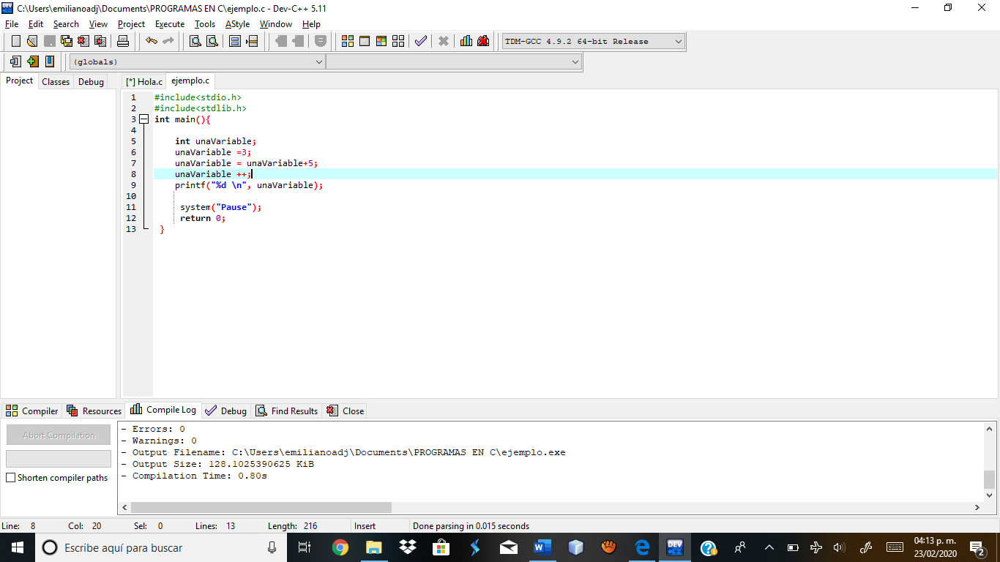 C:\Users\emilianoadj\Documents\PROGRAMAS EN C\ejemplo.c - Dev-C++ 5.11
File Edit Search View Project Execute Tools AStyle Window Help
TDM-GCC 4.9.2 64-bit Release
(globals)
Project Classes Debug [*] Hola.c ejemplo.c
1 #include<stdio.h>
2 #include<stdlib.h>
3 int main(){
4
5 int unaVariable;
6 unaVariable =3;
7 unaVariable = unaVariable+5;
8 unaVariable ++;
9 printf("%d \n", unaVariable);
10
11 system("Pause");
12 return 0;
13 }
Compiler Resources Compile Log Debug Find Results Close
Abort Compilation
Shorten compiler paths
- Errors: 0
- Warnings: 0
- Output Filename: C:\Users\emilianoadj\Documents\PROGRAMAS EN C\ejemplo.exe
- Output Size: 128.1025390625 KiB
- Compilation Time: 0.80s
Line: 8 Col: 20 Sel: 0 Lines: 13 Length: 216 Insert Done parsing in 0.015 seconds
Escribe aquí para buscar
DEV
04:13 p. m.
23/02/2020
2